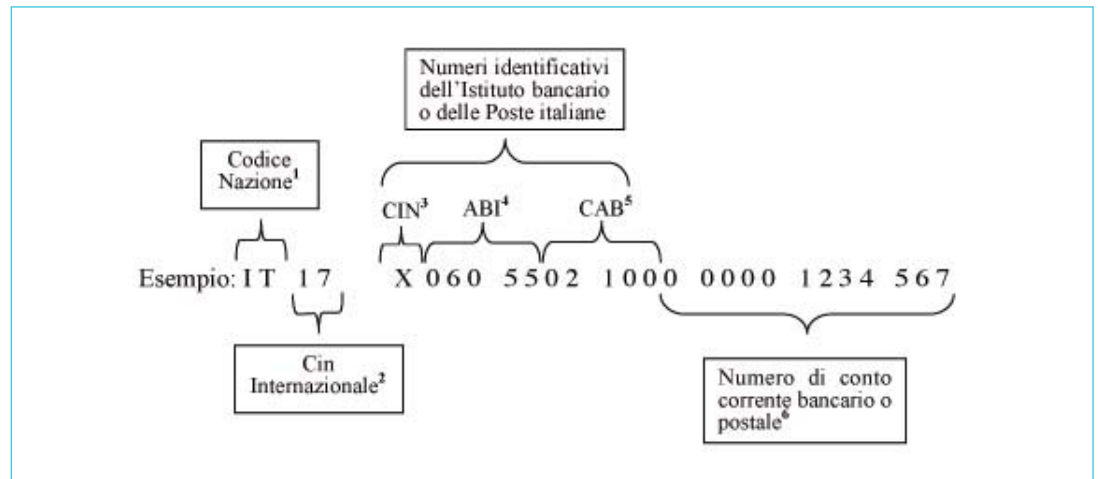 Numeri identificativi
dell'Istituto bancario
o delle Poste italiane
Codice
Nazione¹
CIN³ ABI⁴ CAB⁵
Esempio: I T 1 7 X 0 6 0 5 5 0 2 1 0 0 0 0 0 0 0 1 2 3 4 5 6 7
Cin
Internazionale²
Numero di conto
corrente bancario o
postale⁶